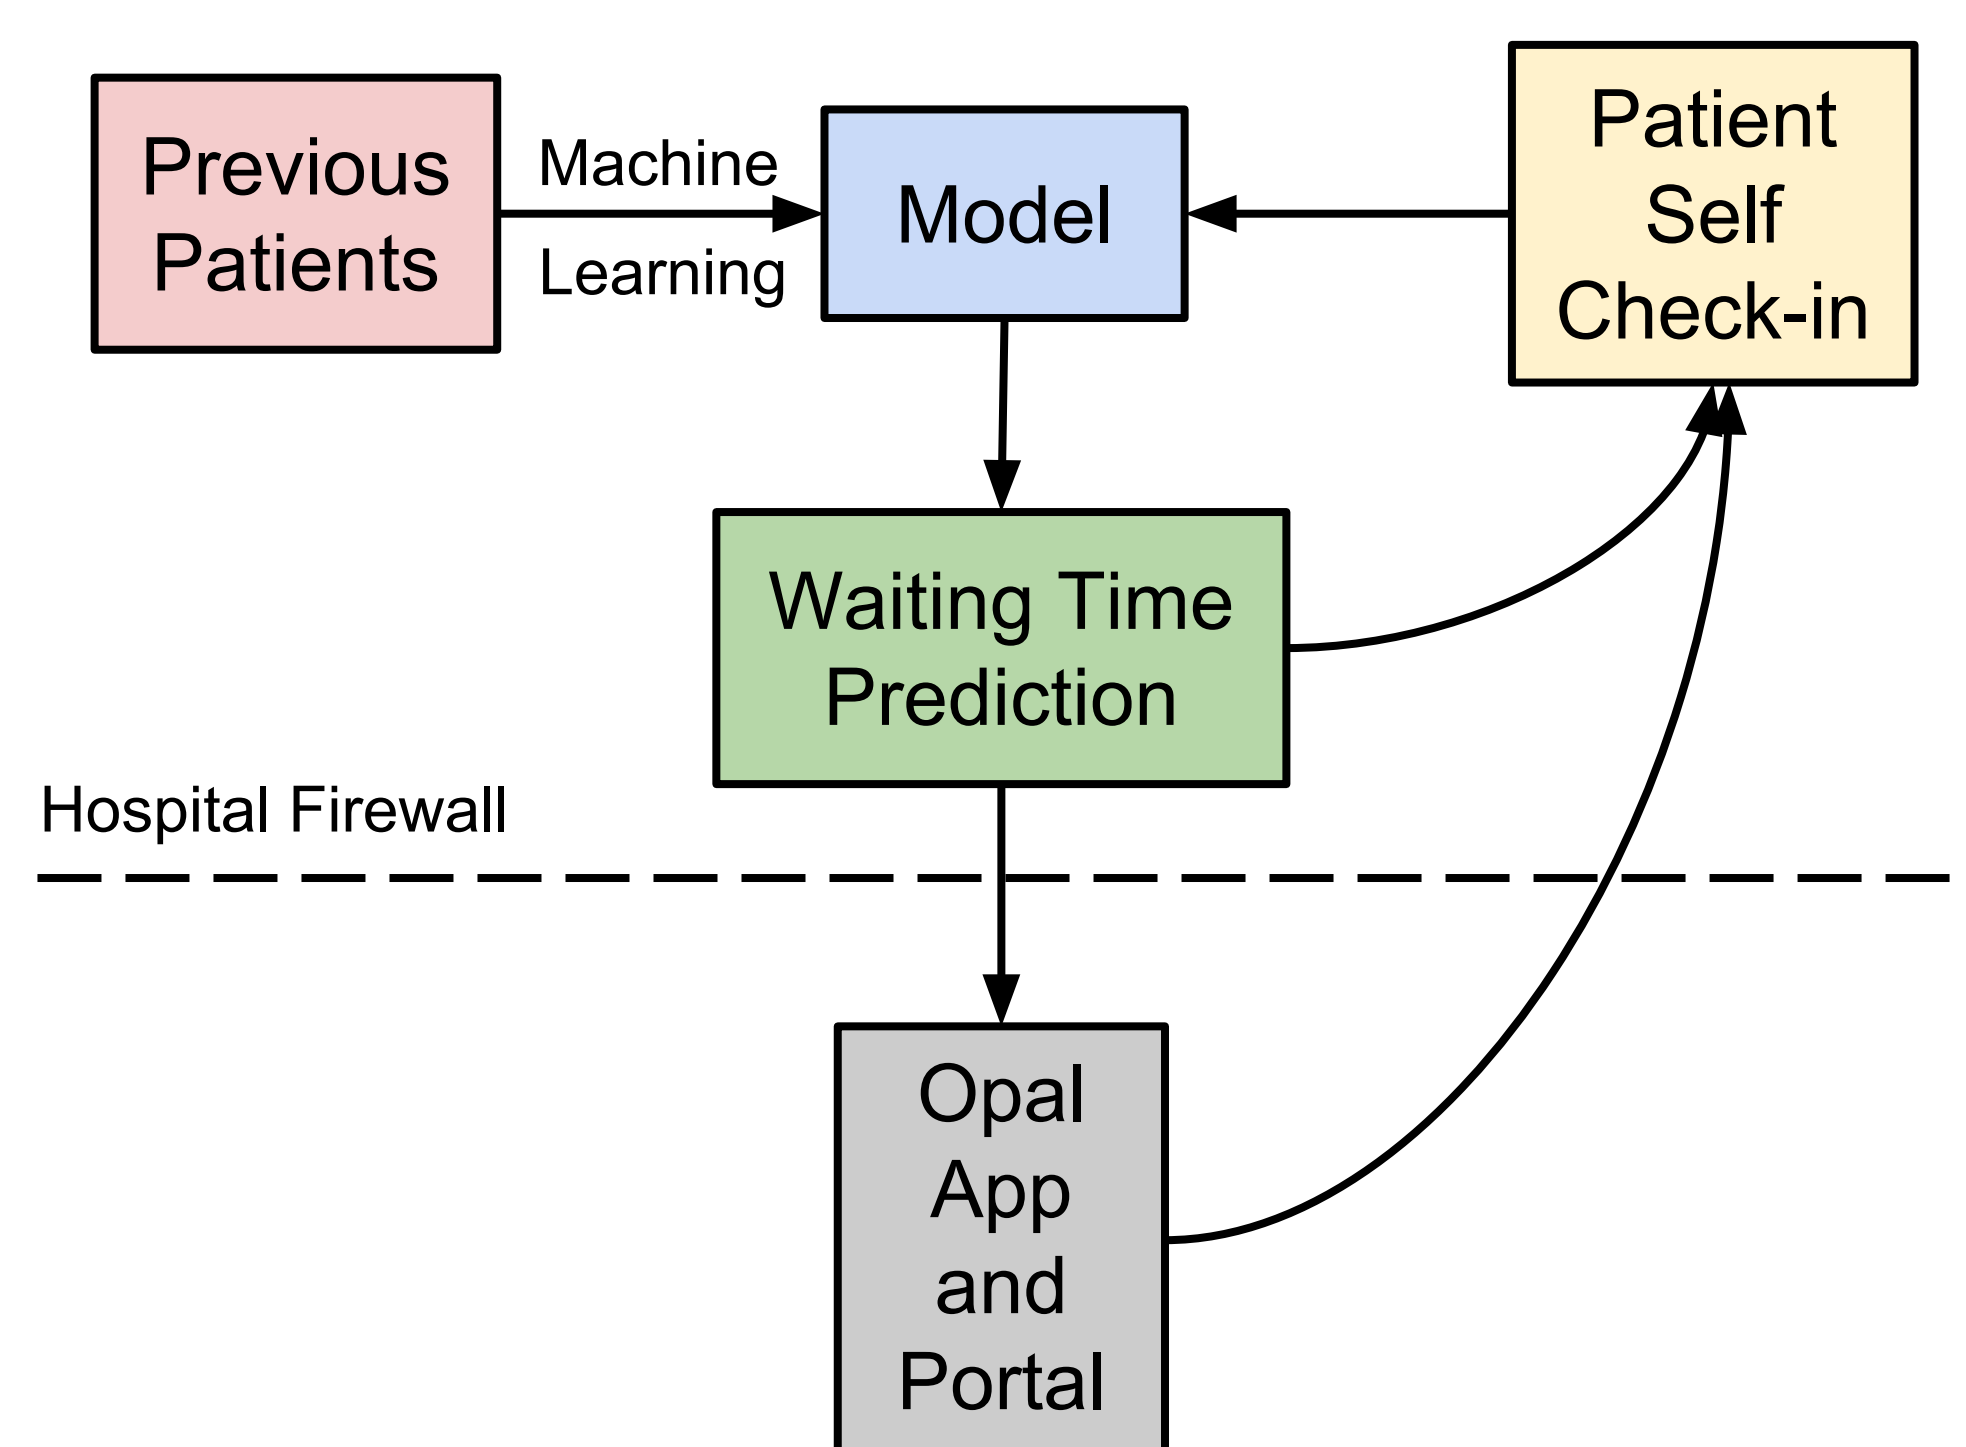 Previous
Patients
Machine
Learning
Model
Patient
Self
Check-in
Waiting Time
Prediction
Hospital Firewall
Opal
App
and
Portal